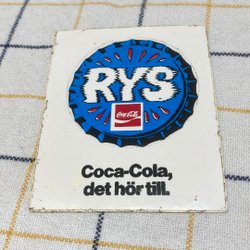 RYS
Coca-Cola
Coca-Cola,
det hör till.